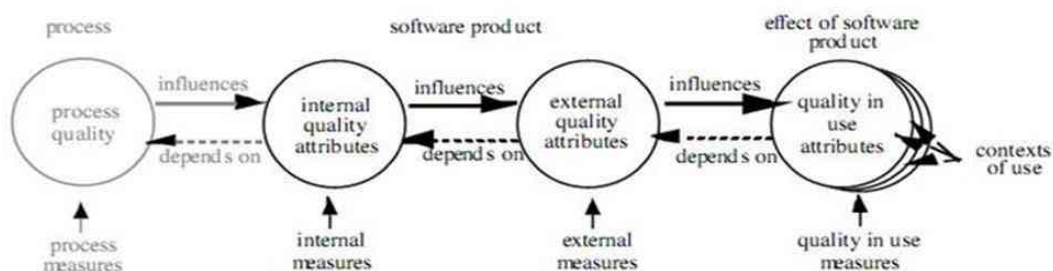 process
software product
effect of software
product
influences
influences
influences
process
quality
internal
quality
attributes
external
quality
attributes
quality in
use
attributes
depends on
depends on
depends on
contexts
of use
process
measures
internal
measures
external
measures
quality in use
measures